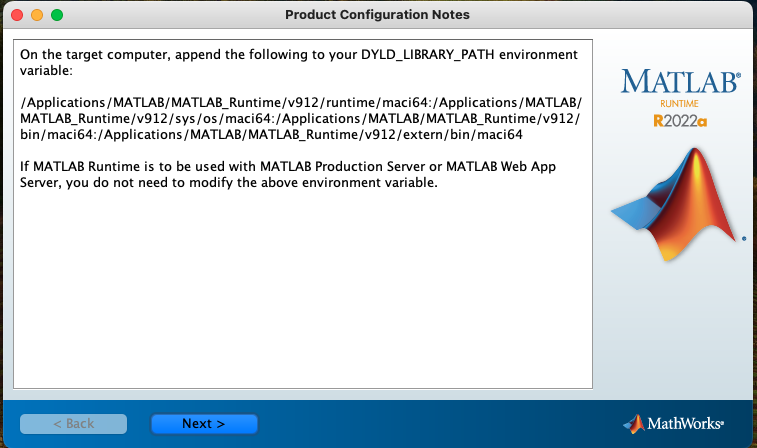 Product Configuration Notes
On the target computer, append the following to your DYLD_LIBRARY_PATH environment
variable:
/Applications/MATLAB/MATLAB_Runtime/v912/runtime/maci64:/Applications/MATLAB/
MATLAB_Runtime/v912/sys/os/maci64:/Applications/MATLAB/MATLAB_Runtime/v912/
bin/maci64:/Applications/MATLAB/MATLAB_Runtime/v912/extern/bin/maci64
If MATLAB Runtime is to be used with MATLAB Production Server or MATLAB Web App
Server, you do not need to modify the above environment variable.
MATLAB®
RUNTIME
R2022a
®
< Back
Next >
MathWorks®